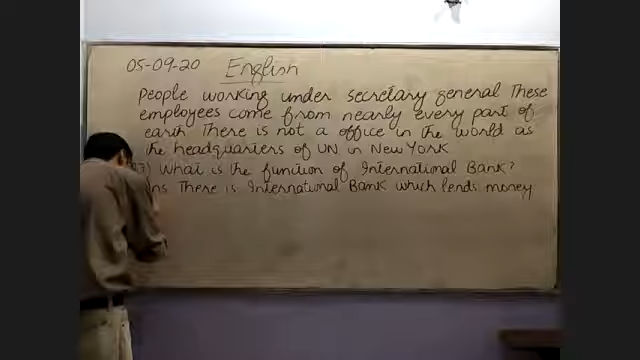 05-09-20 English
People working under secretary general These
employees come from nearly every part of
earth There is not a office in the world as
the headquarters of UN in New York
) What is the function of International Bank?
There is International Bank which lends money